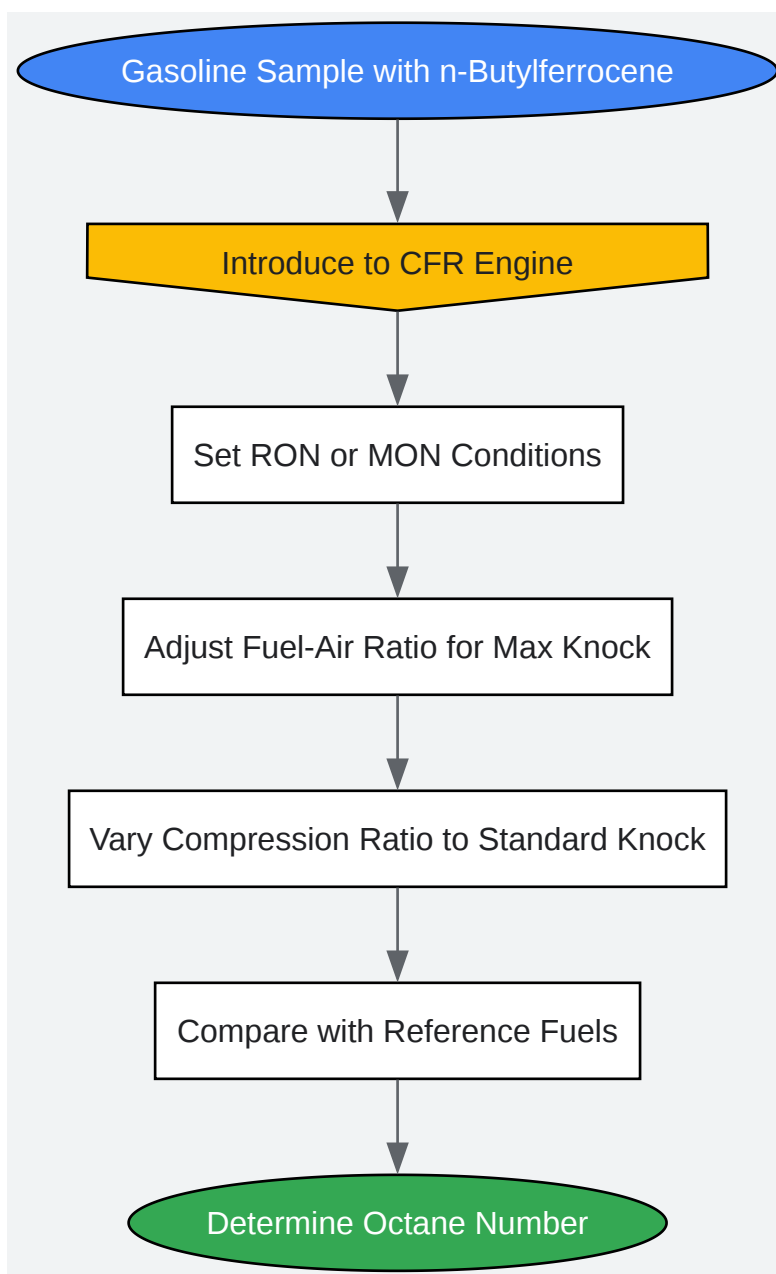 Gasoline Sample with n-Butylferrocene
Introduce to CFR Engine
Set RON or MON Conditions
Adjust Fuel-Air Ratio for Max Knock
Vary Compression Ratio to Standard Knock
Compare with Reference Fuels
Determine Octane Number